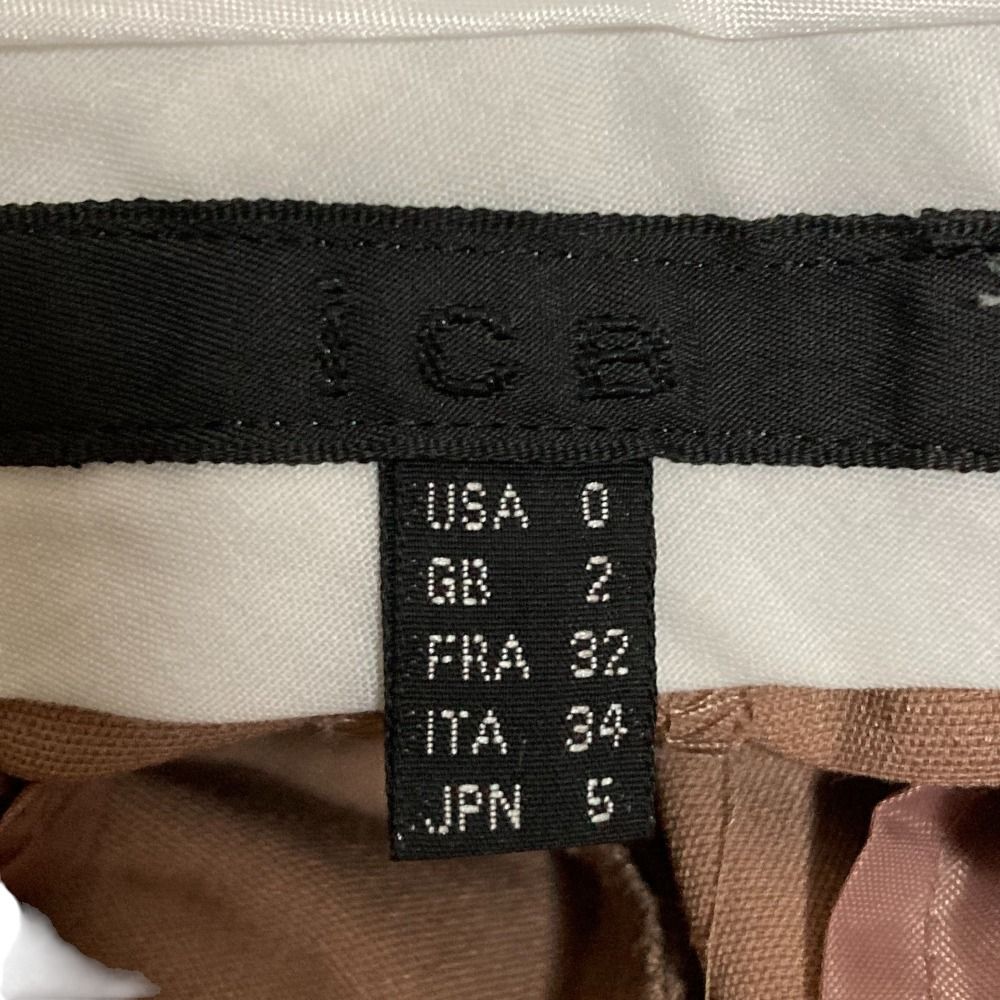 iCB
USA 0
GB 2
FRA 32
ITA 34
JPN 5